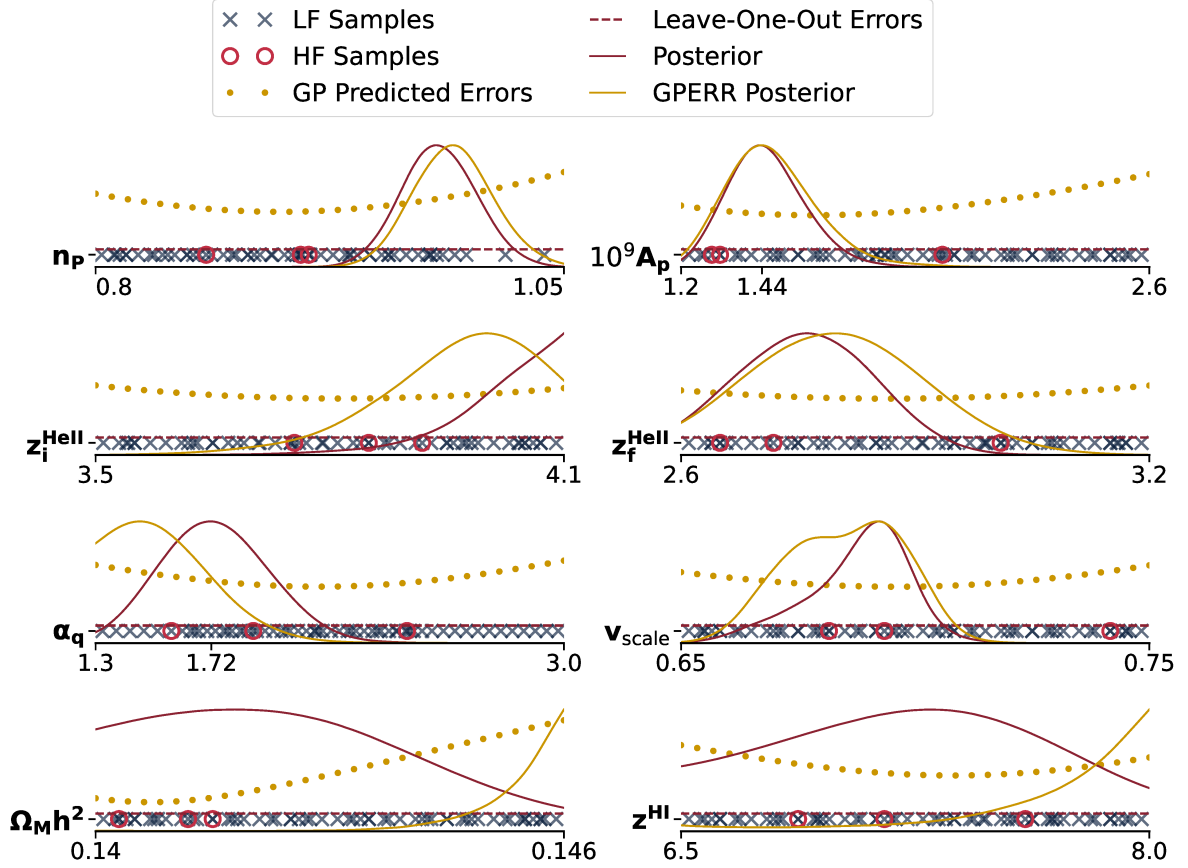 LF Samples
HF Samples
GP Predicted Errors
Leave-One-Out Errors
Posterior
GPERR Posterior
n_P
0.8 1.05
10^9 A_p
1.2 1.44 2.6
z_i^HeII
3.5 4.1
z_f^HeII
2.6 3.2
α_q
1.3 1.72 3.0
v_scale
0.65 0.75
Ω_M h^2
0.14 0.146
z^HI
6.5 8.0